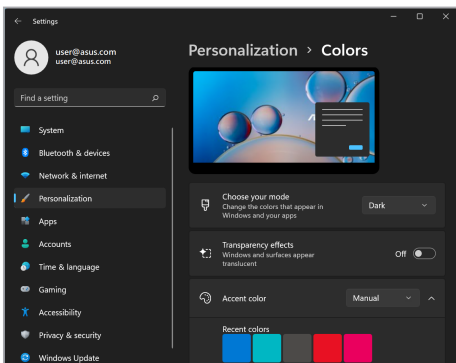 Settings
user@asus.com
user@asus.com
Find a setting
System
Bluetooth & devices
Network & internet
Personalization
Apps
Accounts
Time & language
Gaming
Accessibility
Privacy & security
Windows Update
Personalization > Colors
Choose your mode
Change the colors that appear in
Windows and your apps
Dark
Transparency effects
Windows and surfaces appear
translucent
Off
Accent color
Manual
Recent colors